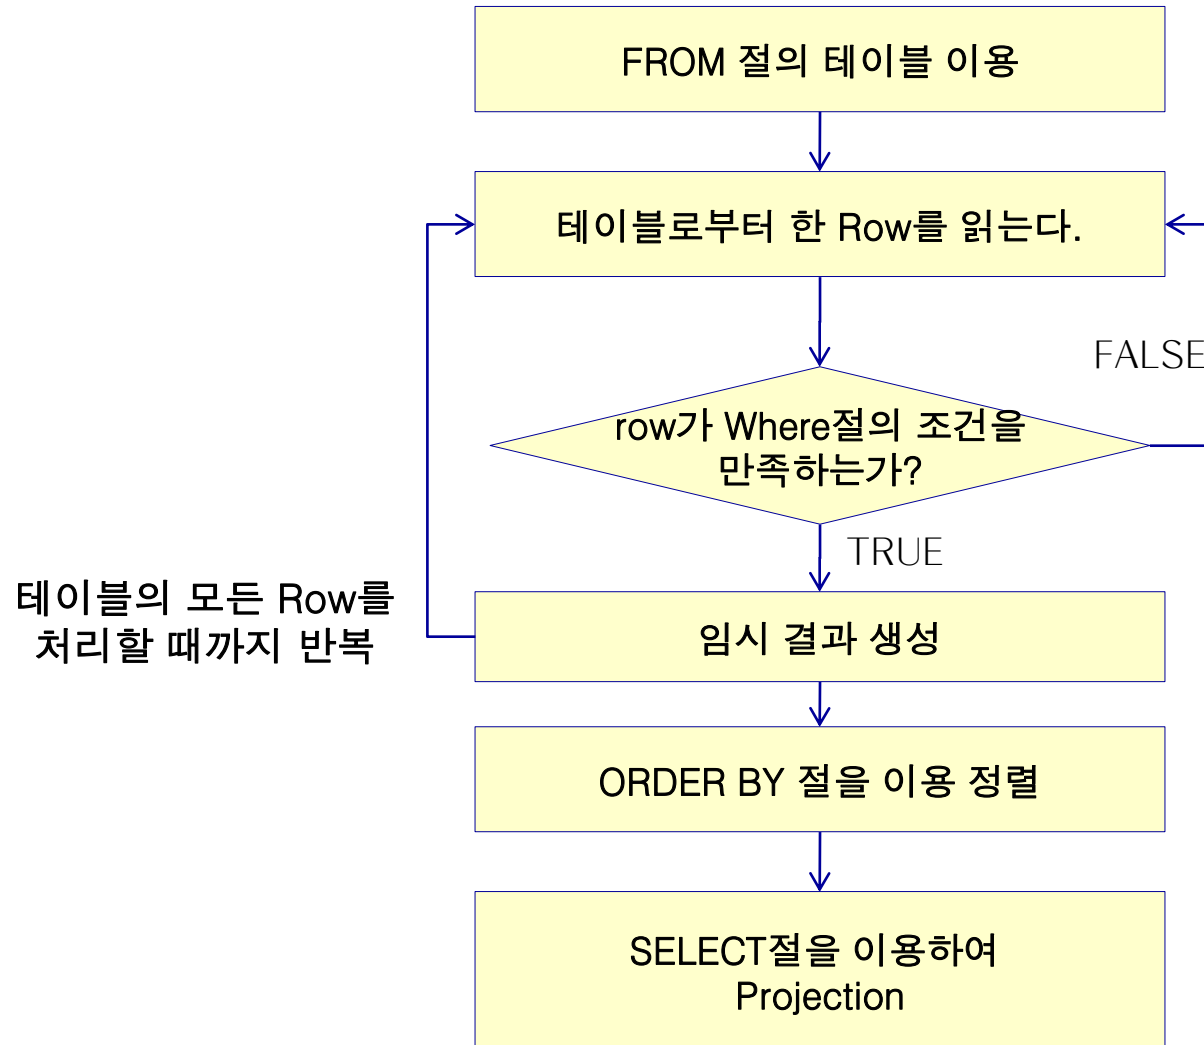 FROM 절의 테이블 이용
테이블로부터 한 Row를 읽는다.
FALSE
row가 Where절의 조건을
만족하는가?
TRUE
테이블의 모든 Row를
처리할 때까지 반복
임시 결과 생성
ORDER BY 절을 이용 정렬
SELECT절을 이용하여
Projection